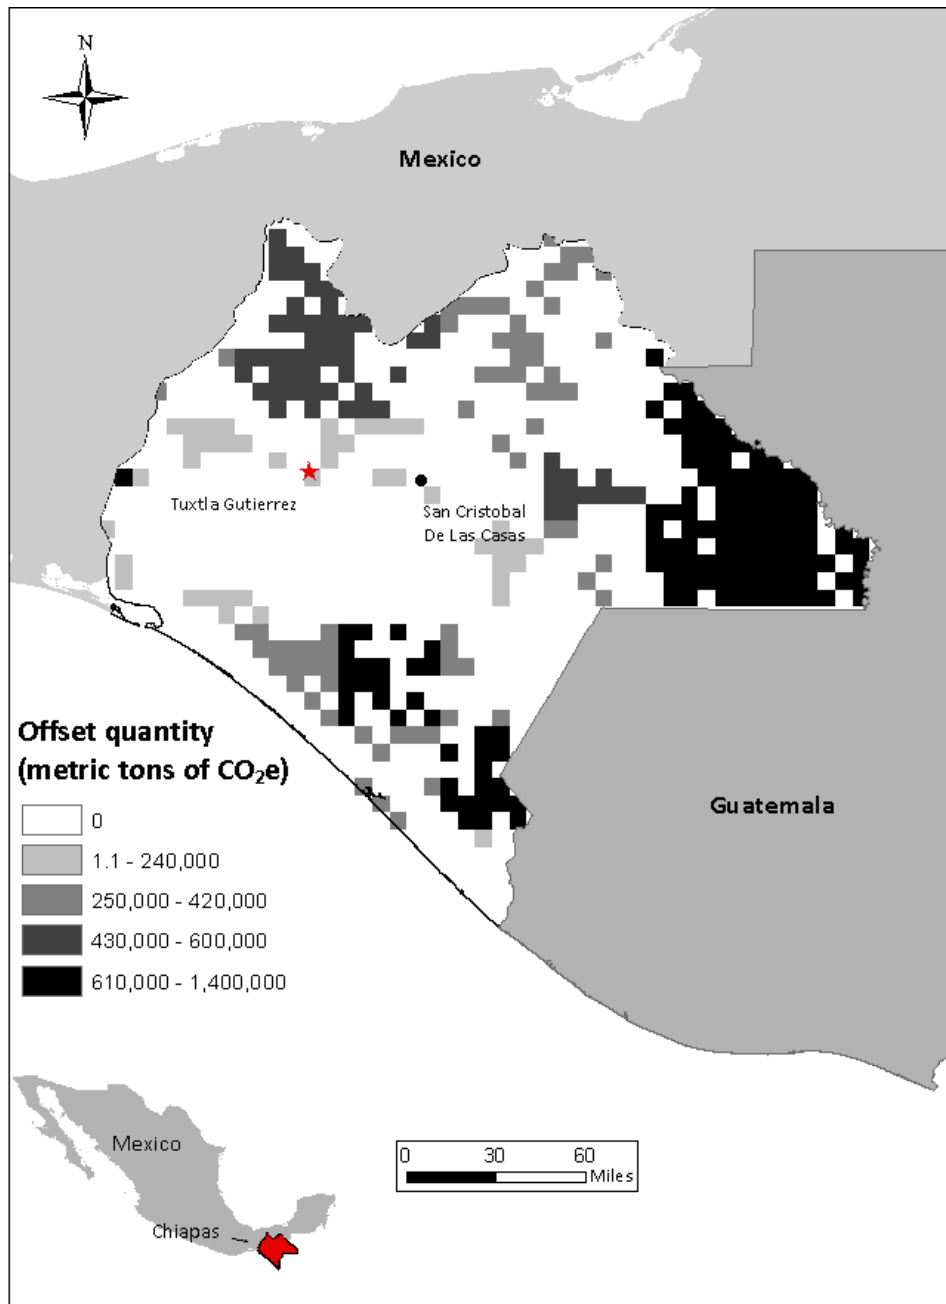 N
Mexico
Tuxtla Gutierrez
San Cristobal
De Las Casas
Offset quantity
(metric tons of CO₂e)
0
1.1 - 240,000
250,000 - 420,000
430,000 - 600,000
610,000 - 1,400,000
Guatemala
Mexico
Chiapas
0 30 60
Miles